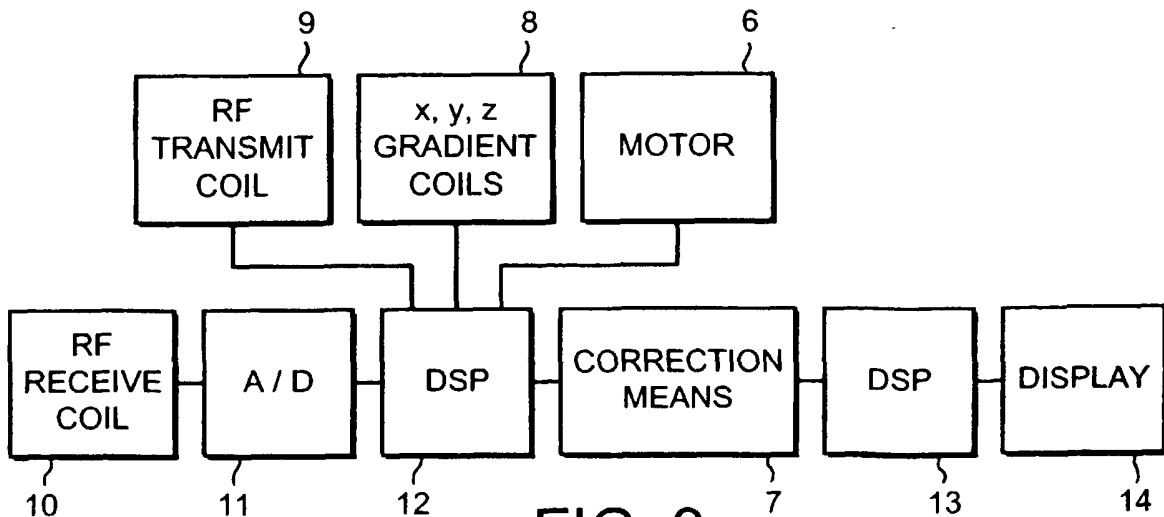 9
8
6
RF
TRANSMIT
COIL
x, y, z
GRADIENT
COILS
MOTOR
RF
RECEIVE
COIL
A / D
DSP
CORRECTION
MEANS
DSP
DISPLAY
10
11
12
7
13
14